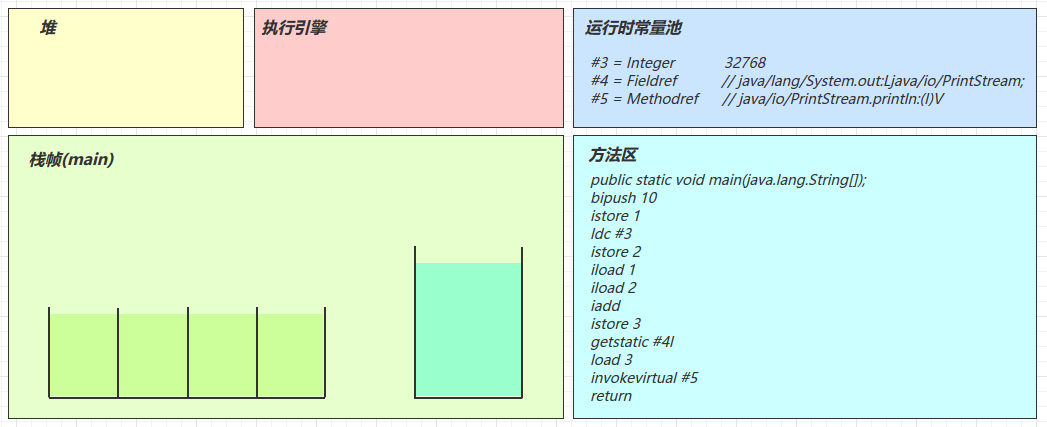 堆
执行引擎
运行时常量池
#3 = Integer 32768
#4 = Fieldref // java/lang/System.out:Ljava/io/PrintStream;
#5 = Methodref // java/io/PrintStream.println:(I)V
栈帧(main)
方法区
public static void main(java.lang.String[]);
bipush 10
istore 1
ldc #3
istore 2
iload 1
iload 2
iadd
istore 3
getstatic #4I
load 3
invokevirtual #5
return